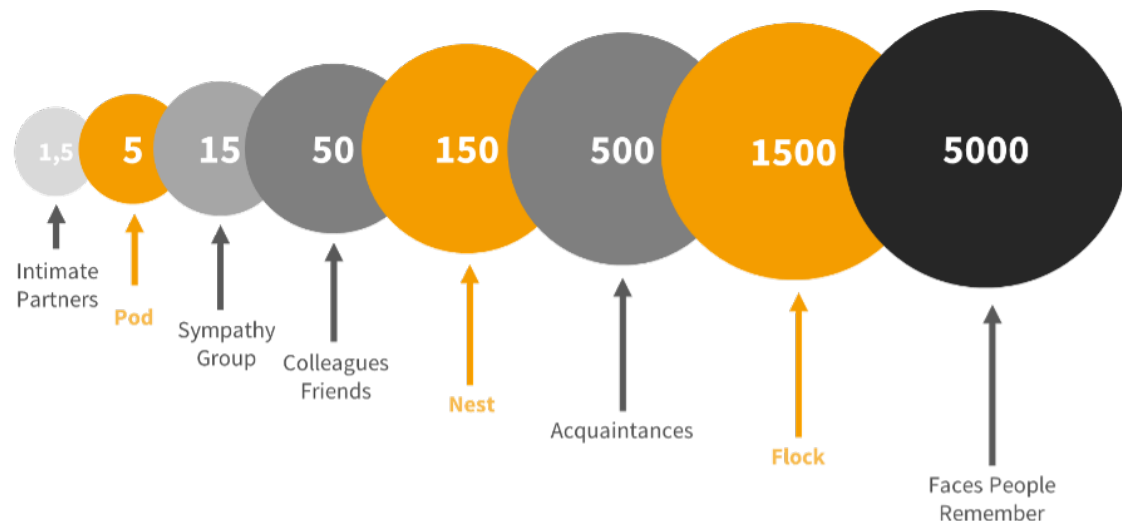 1,5
5
15
50
150
500
1500
5000
Intimate
Partners
Pod
Sympathy
Group
Colleagues
Friends
Nest
Acquaintances
Flock
Faces People
Remember